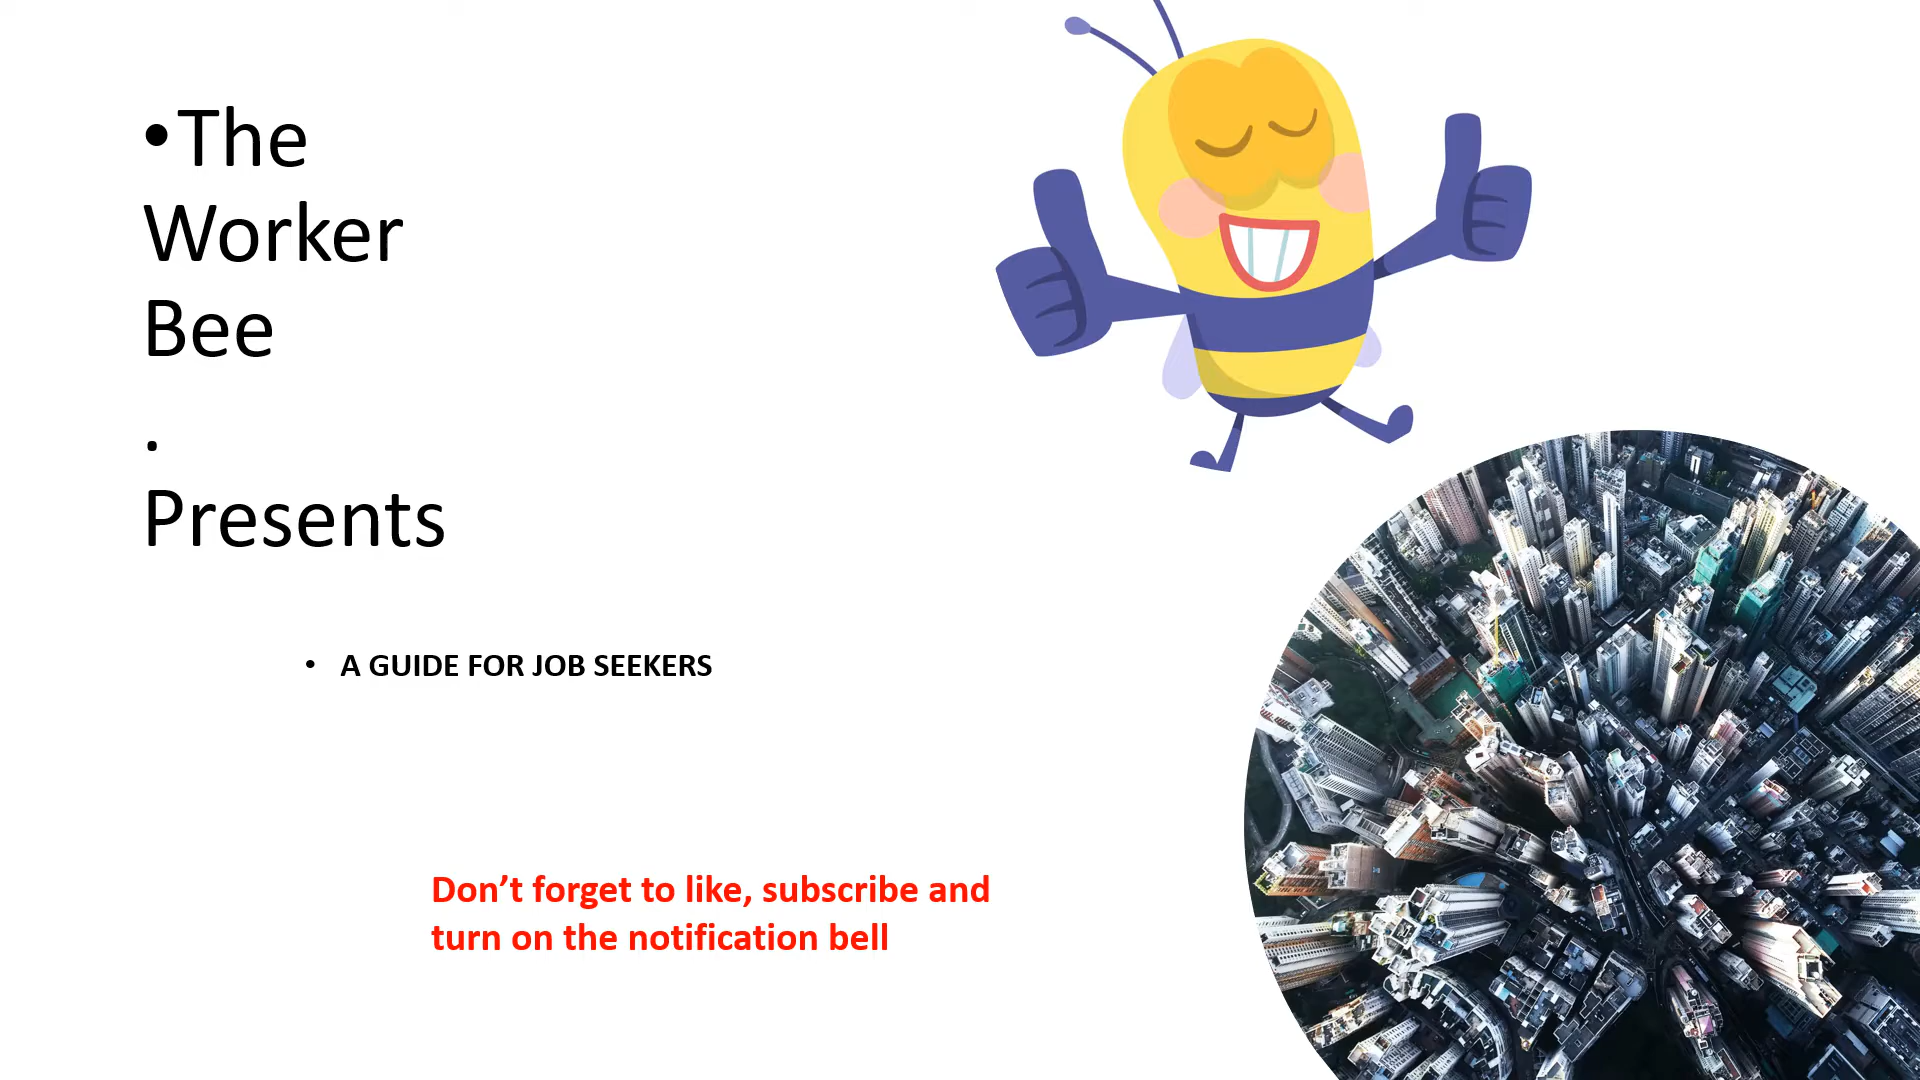 •The
Worker
Bee
.
Presents
• A GUIDE FOR JOB SEEKERS
Don’t forget to like, subscribe and
turn on the notification bell